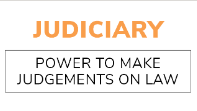 JUDICIARY
POWER TO MAKE
JUDGEMENTS ON LAW